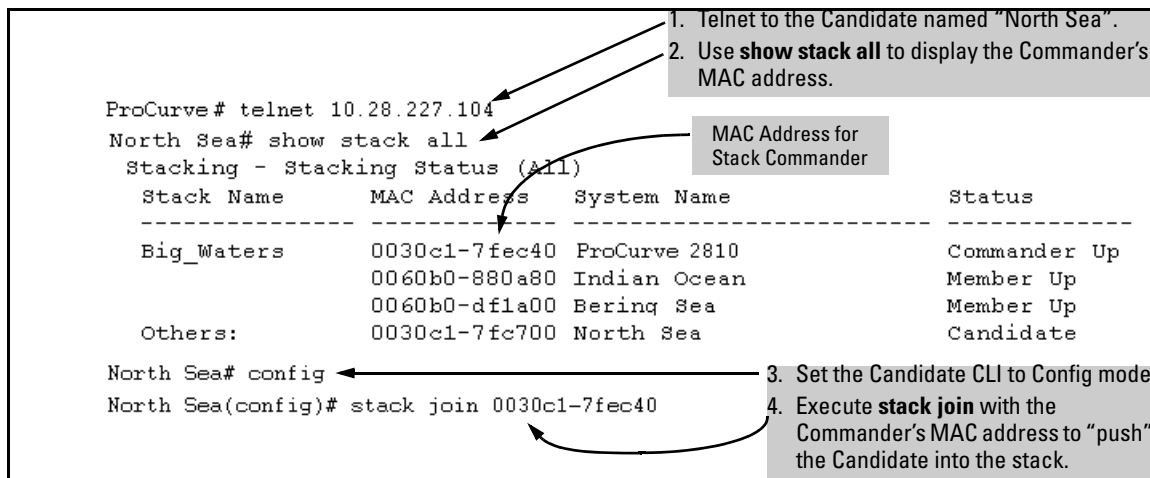 1. Telnet to the Candidate named “North Sea”.
2. Use show stack all to display the Commander’s
MAC address.
ProCurve# telnet 10.28.227.104
North Sea# show stack all
MAC Address for
Stack Commander
Stacking - Stacking Status (All)
Stack Name MAC Address System Name Status
--------------- ------------- ------------------------------ -------------
Big_Waters 0030c1-7fec40 ProCurve 2810 Commander Up
0060b0-880a80 Indian Ocean Member Up
0060b0-df1a00 Bering Sea Member Up
Others: 0030c1-7fc700 North Sea Candidate
North Sea# config
North Sea(config)# stack join 0030c1-7fec40
3. Set the Candidate CLI to Config mode
4. Execute stack join with the
Commander’s MAC address to “push”
the Candidate into the stack.